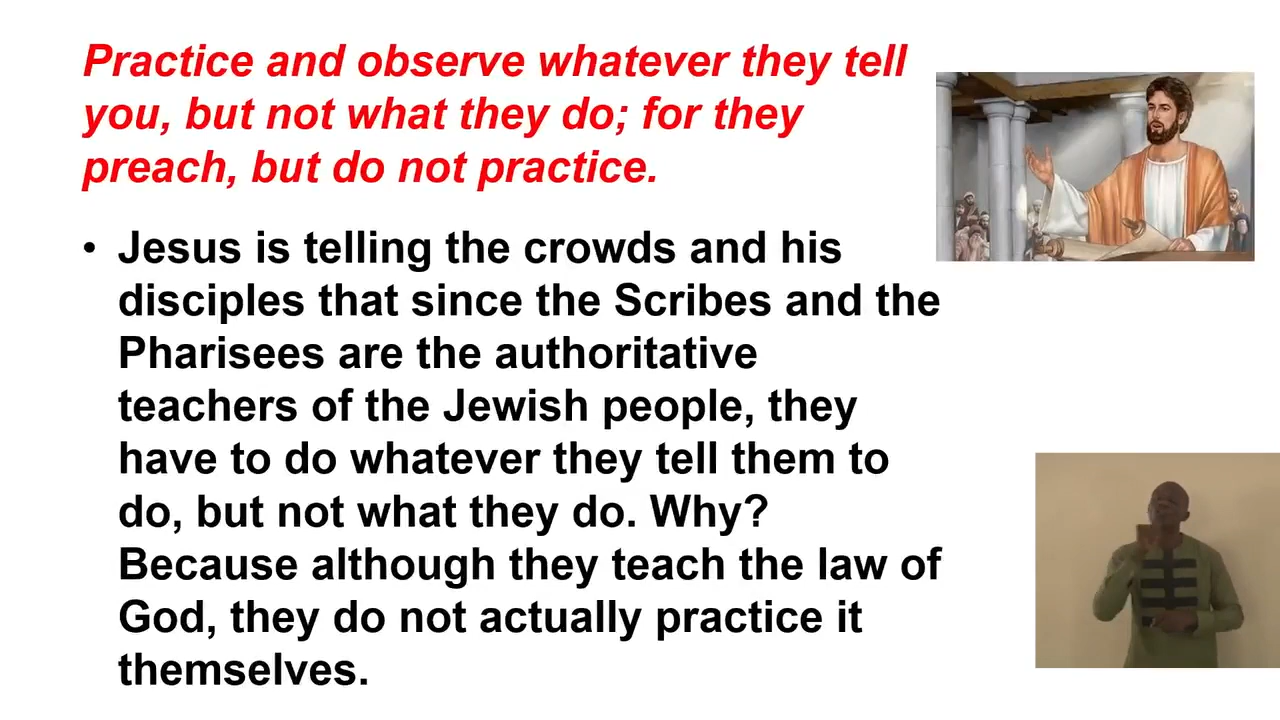 Practice and observe whatever they tell
you, but not what they do; for they
preach, but do not practice.
• Jesus is telling the crowds and his
disciples that since the Scribes and the
Pharisees are the authoritative
teachers of the Jewish people, they
have to do whatever they tell them to
do, but not what they do. Why?
Because although they teach the law of
God, they do not actually practice it
themselves.